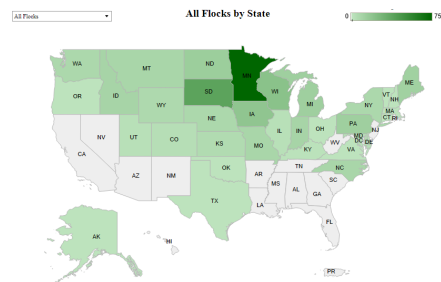 All Flocks
All Flocks by State
0 75
WA
MT
ND
MN
ME
OR
ID
SD
WI
MI
VT
NH
NY
WY
IA
NE
PA
MA
CT RI
NV
UT
CO
KS
MO
IL
IN
OH
NJ
MD
DE
DC
WV
VA
KY
CA
AZ
NM
OK
AR
TN
NC
SC
MS
AL
GA
TX
LA
FL
AK
HI
PR